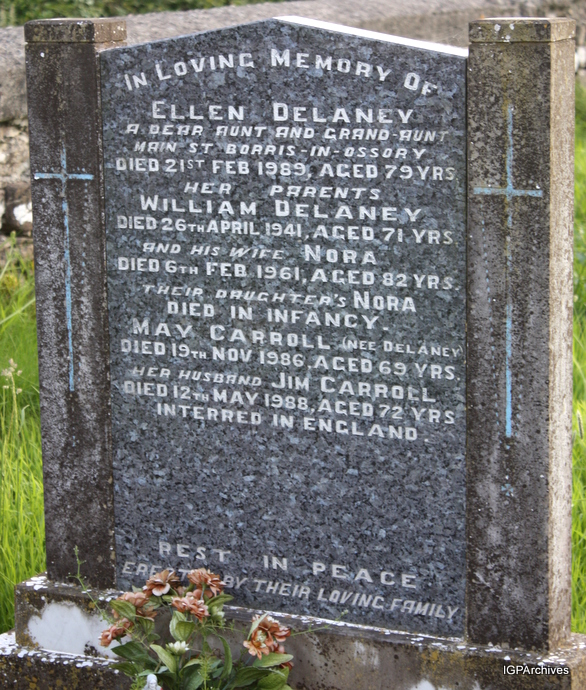 IN LOVING MEMORY OF
ELLEN DELANEY
A DEAR AUNT AND GRAND-AUNT
MAIN ST. BORRIS-IN-OSSORY
DIED 21ST FEB 1989, AGED 79 YRS.
HER PARENTS
WILLIAM DELANEY
DIED 26TH APRIL 1941, AGED 71 YRS.
AND HIS WIFE NORA
DIED 6TH FEB 1961, AGED 82 YRS.
THEIR DAUGHTER'S NORA
DIED IN INFANCY.
MAY CARROLL (NEE DELANEY)
DIED 19TH NOV 1986, AGED 69 YRS.
HER HUSBAND JIM CARROLL
DIED 12TH MAY 1988, AGED 72 YRS
INTERRED IN ENGLAND.
REST IN PEACE
ERECTED BY THEIR LOVING FAMILY
IGPArchives